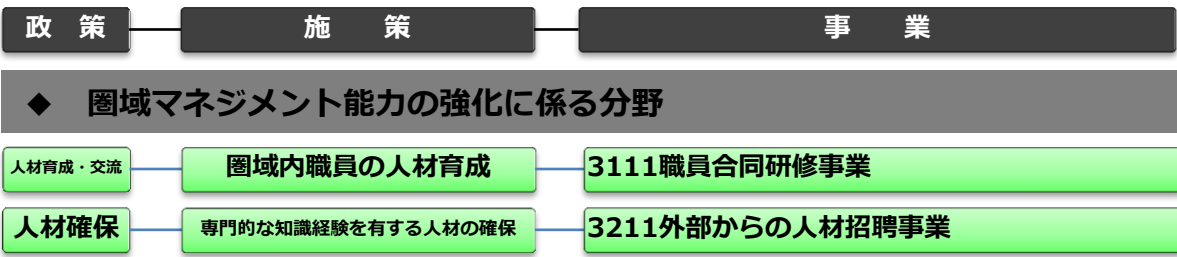 政 策 施 策 事 業
◆ 圏域マネジメント能力の強化に係る分野
人材育成・交流 圏域内職員の人材育成 3111職員合同研修事業
人材確保 専門的な知識経験を有する人材の確保 3211外部からの人材招聘事業